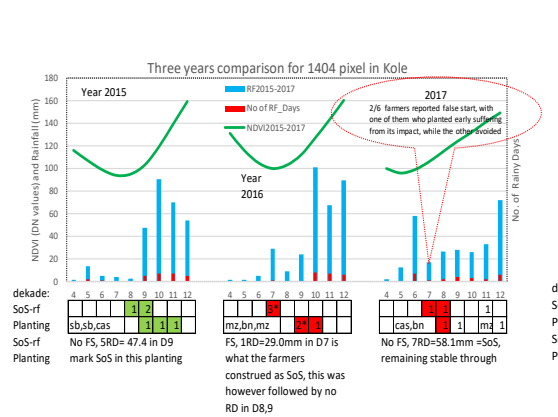 Three years comparison for 1404 pixel in Kole
180
160
140
120
100
80
60
40
20
0
NDVI (DN values) and Rainfall (mm)
No. of Rainy Days
Year 2015
RF2015-2017
No of RF_Days
NDVI2015-2017
Year
2016
2017
2/6 farmers reported false start, with
one of them who planted early suffering
from its impact, while the other avoided
4 5 6 7 8 9 10 11 12 4 5 6 7 8 9 10 11 12 4 5 6 7 8 9 10 11 12
dekade:
SoS-rf 1 2 3* 1 1 1
Planting sb,sb,cas 1 1 1 mz,bn,mz 2* 1 cas,bn 1 1 mz 1
SoS-rf
Planting
No FS, 5RD= 47.4 in D9
mark SoS in this planting
FS, 1RD=29.0mm in D7 is
what the farmers
construed as SoS, this was
however followed by no
RD in D8,9
No FS, 7RD=58.1mm =SoS,
remaining stable through
d
S
P
S
P